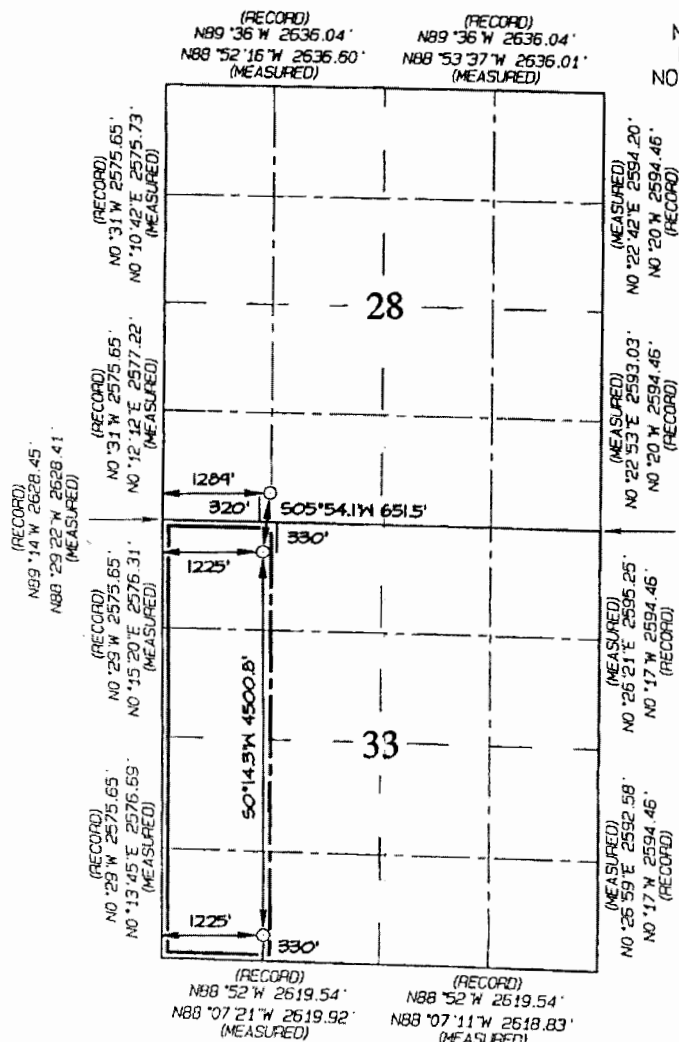 (RECORD)
N89°36'W 2636.04'
N88°52'16"W 2636.60'
(MEASURED)
(RECORD)
N89°36'W 2636.04'
N88°53'37"W 2636.01'
(MEASURED)
N
NO
(RECORD)
N0°31'W 2575.65'
N0°10'42"E 2575.73'
(MEASURED)
(MEASURED)
N0°22'42"E 2594.20'
N0°20'W 2594.46'
(RECORD)
28
(RECORD)
N0°31'W 2575.65'
N0°12'12"E 2577.22'
(MEASURED)
(MEASURED)
N0°22'53"E 2593.03'
N0°20'W 2594.46'
(RECORD)
(RECORD)
N89°14'W 2628.45'
N88°29'22"W 2628.41'
(MEASURED)
1289'
320'
S05°54.1'W 651.5'
330'
1225'
(RECORD)
N0°29'W 2575.65'
N0°15'20"E 2576.31'
(MEASURED)
(MEASURED)
N0°26'21"E 2595.25'
N0°17'W 2594.46'
(RECORD)
S0°14.3'W 4500.8'
33
(RECORD)
N0°29'W 2575.65'
N0°13'45"E 2576.69'
(MEASURED)
(MEASURED)
N0°26'59"E 2592.58'
N0°17'W 2594.46'
(RECORD)
1225'
330'
(RECORD)
N88°52'W 2619.54'
N88°07'21"W 2619.92'
(MEASURED)
(RECORD)
N88°52'W 2619.54'
N88°07'11"W 2618.83'
(MEASURED)